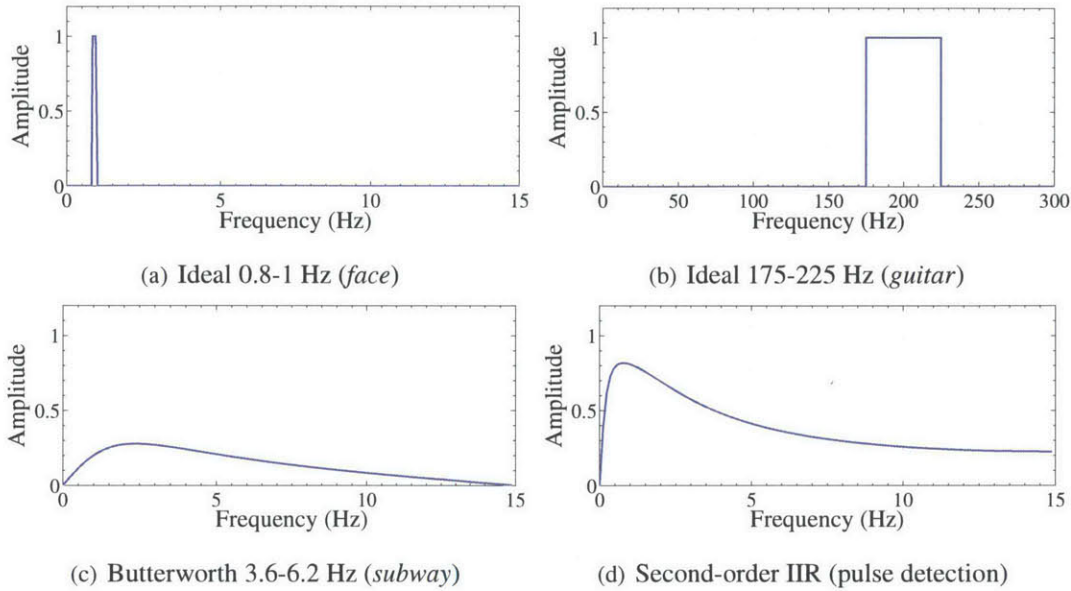 1
0.5
0
Amplitude
0 5 10 15
Frequency (Hz)
(a) Ideal 0.8-1 Hz (face)
1
0.5
0
Amplitude
0 50 100 150 200 250 300
Frequency (Hz)
(b) Ideal 175-225 Hz (guitar)
1
0.5
0
Amplitude
0 5 10 15
Frequency (Hz)
(c) Butterworth 3.6-6.2 Hz (subway)
1
0.5
0
Amplitude
0 5 10 15
Frequency (Hz)
(d) Second-order IIR (pulse detection)